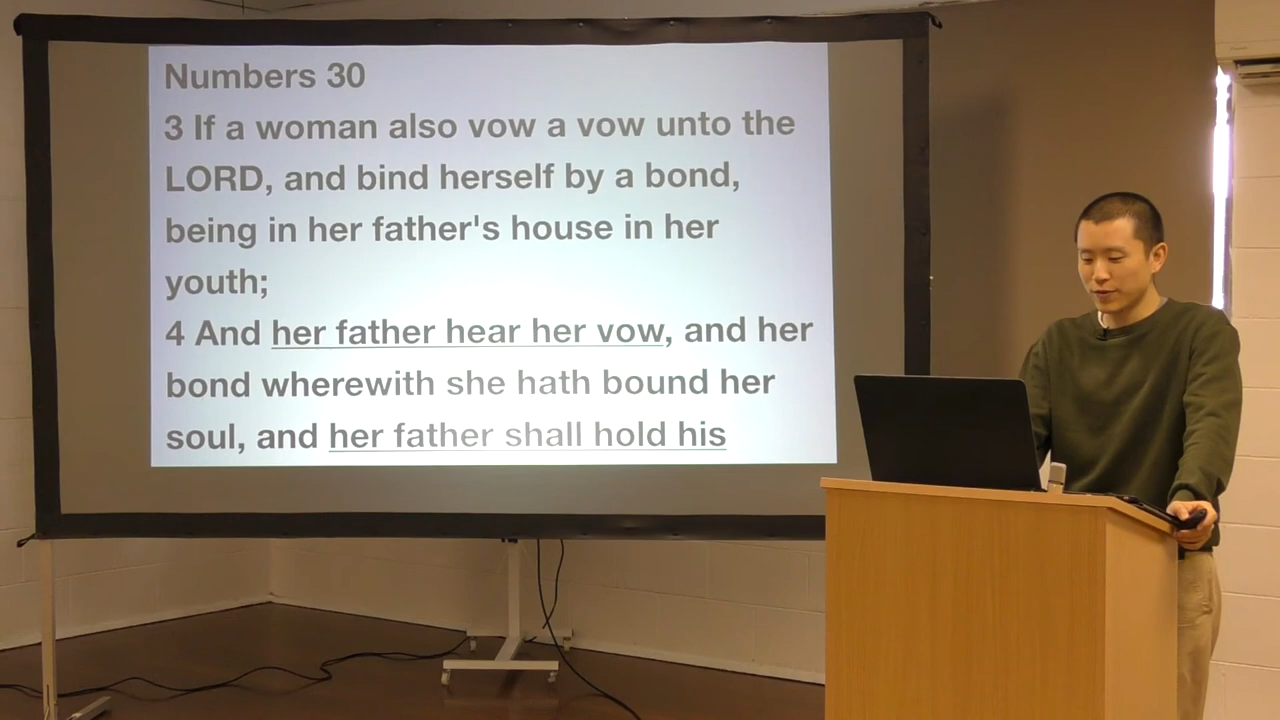 Numbers 30
3 If a woman also vow a vow unto the
LORD, and bind herself by a bond,
being in her father's house in her
youth;
4 And her father hear her vow, and her
bond wherewith she hath bound her
soul, and her father shall hold his